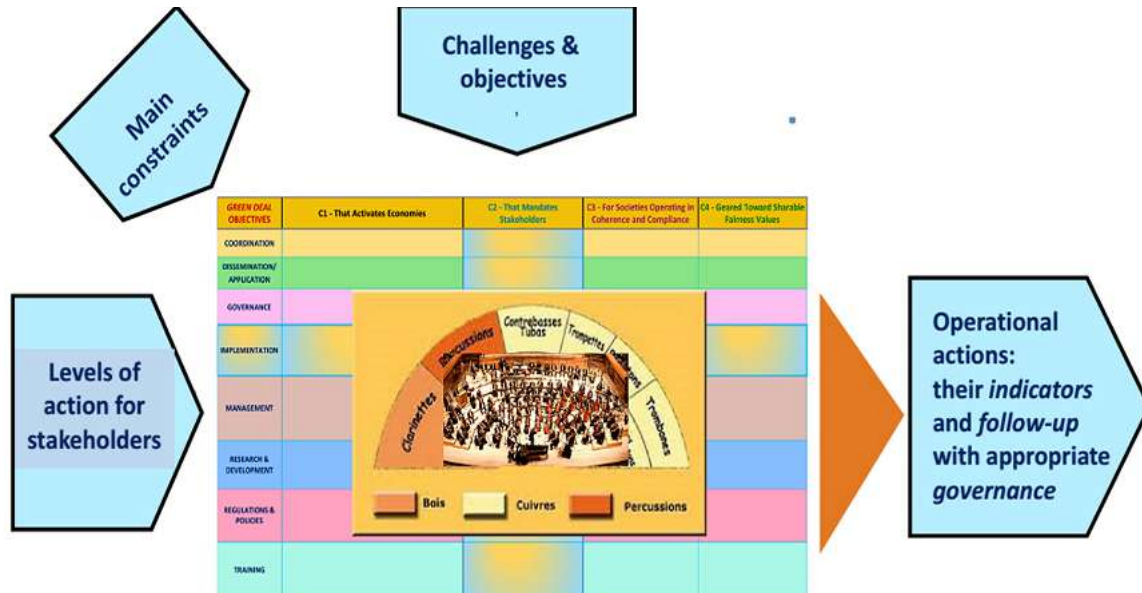 Main
constraints
Challenges &
objectives
,
GREEN DEAL
OBJECTIVES
C1 - That Activates Economies
C2 - That Mandates
Stakeholders
C3 - For Societies Operating in
Coherence and Compliance
C4 - Geared Toward Sharable
Fairness Values
COORDINATION
DISSEMINATION/
APPLICATION
GOVERNANCE
IMPLEMENTATION
MANAGEMENT
RESEARCH &
DEVELOPMENT
REGULATIONS &
POLICIES
TRAINING
Levels of
action for
stakeholders
Clarinettes
Percussions
Contrebasses
Tubas
Trompettes
Trombones
Bois
Cuivres
Percussions
Operational
actions:
their indicators
and follow-up
with appropriate
governance